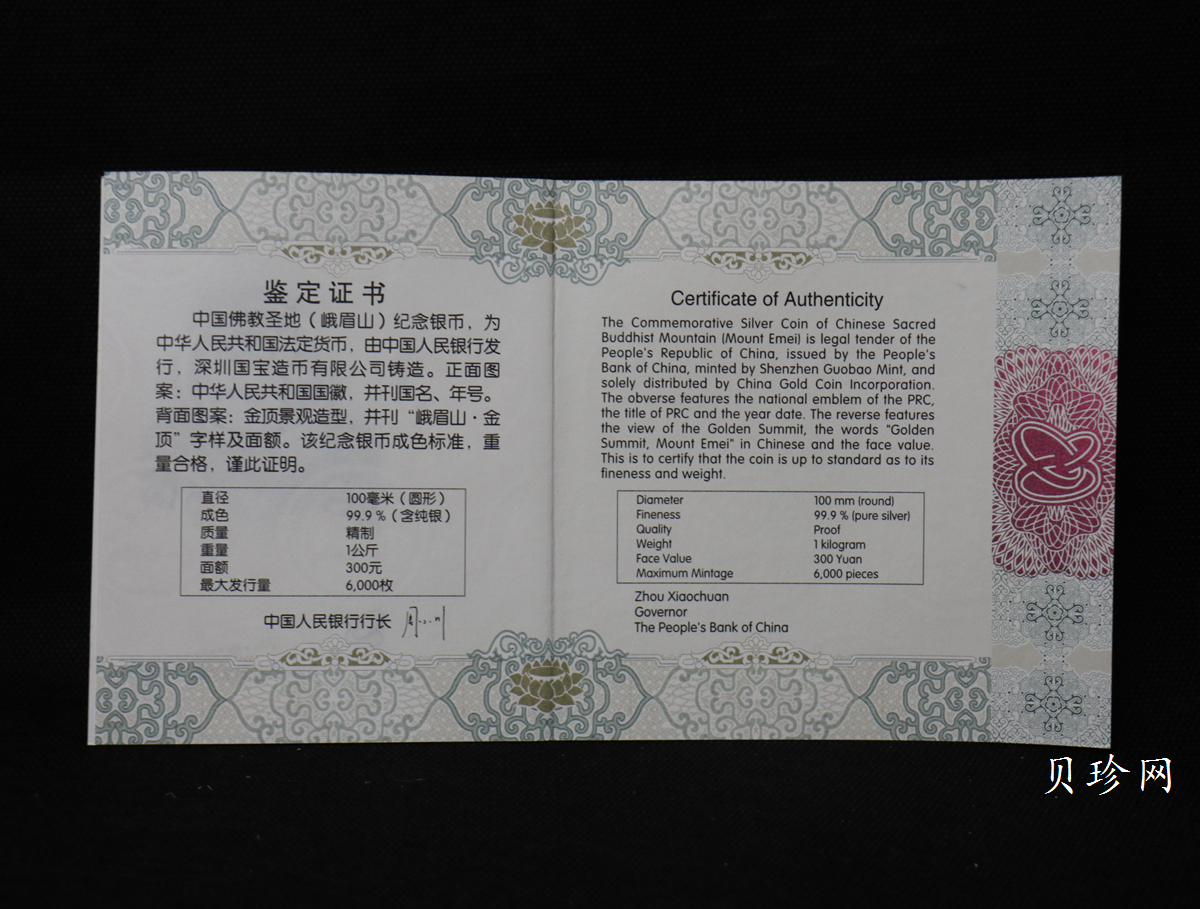 鉴定证书
中国佛教圣地（峨眉山）纪念银币，为
中华人民共和国法定货币，由中国人民银行发
行，深圳国宝造币有限公司铸造。正面图
案：中华人民共和国国徽，并刊国名、年号。
背面图案：金顶景观造型，并刊“峨眉山·金
顶”字样及面额。该纪念银币成色标准，重
量合格，谨此证明。
直径 100毫米（圆形）
成色 99.9 %（含纯银）
质量 精制
重量 1公斤
面额 300元
最大发行量 6,000枚
中国人民银行行长
Certificate of Authenticity
The Commemorative Silver Coin of Chinese Sacred
Buddhist Mountain (Mount Emei) is legal tender of the
People's Republic of China, issued by the People's
Bank of China, minted by Shenzhen Guobao Mint, and
solely distributed by China Gold Coin Incorporation.
The obverse features the national emblem of the PRC,
the title of PRC and the year date. The reverse features
the view of the Golden Summit, the words "Golden
Summit, Mount Emei" in Chinese and the face value.
This is to certify that the coin is up to standard as to its
fineness and weight.
Diameter 100 mm (round)
Fineness 99.9 % (pure silver)
Quality Proof
Weight 1 kilogram
Face Value 300 Yuan
Maximum Mintage 6,000 pieces
Zhou Xiaochuan
Governor
The People's Bank of China
贝珍网